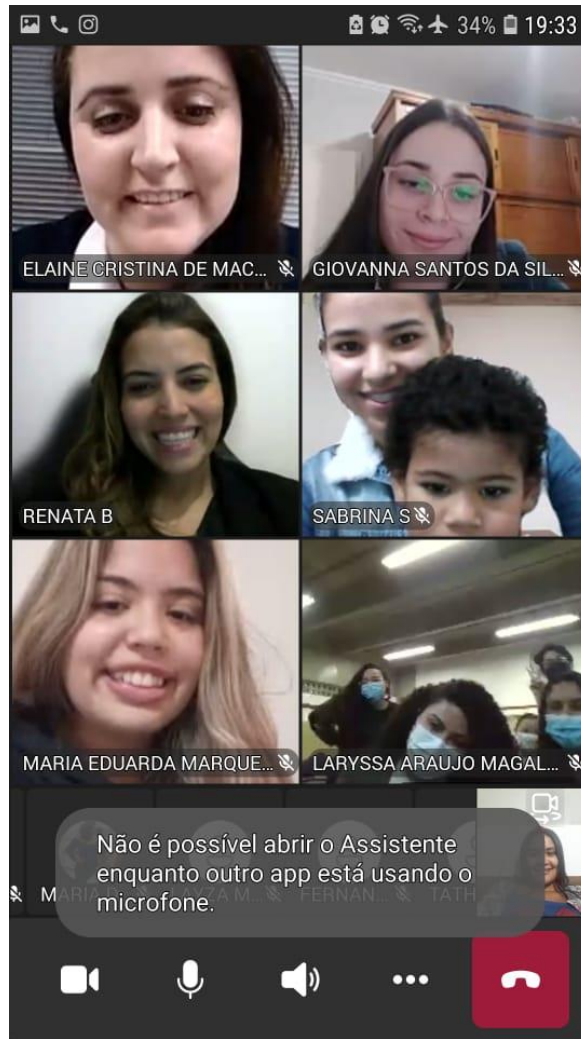 34% 19:33
ELAINE CRISTINA DE MAC...
GIOVANNA SANTOS DA SIL...
RENATA B
SABRINA S
MARIA EDUARDA MARQUE...
LARYSSA ARAUJO MAGAL...
Não é possível abrir o Assistente
enquanto outro app está usando o
microfone.